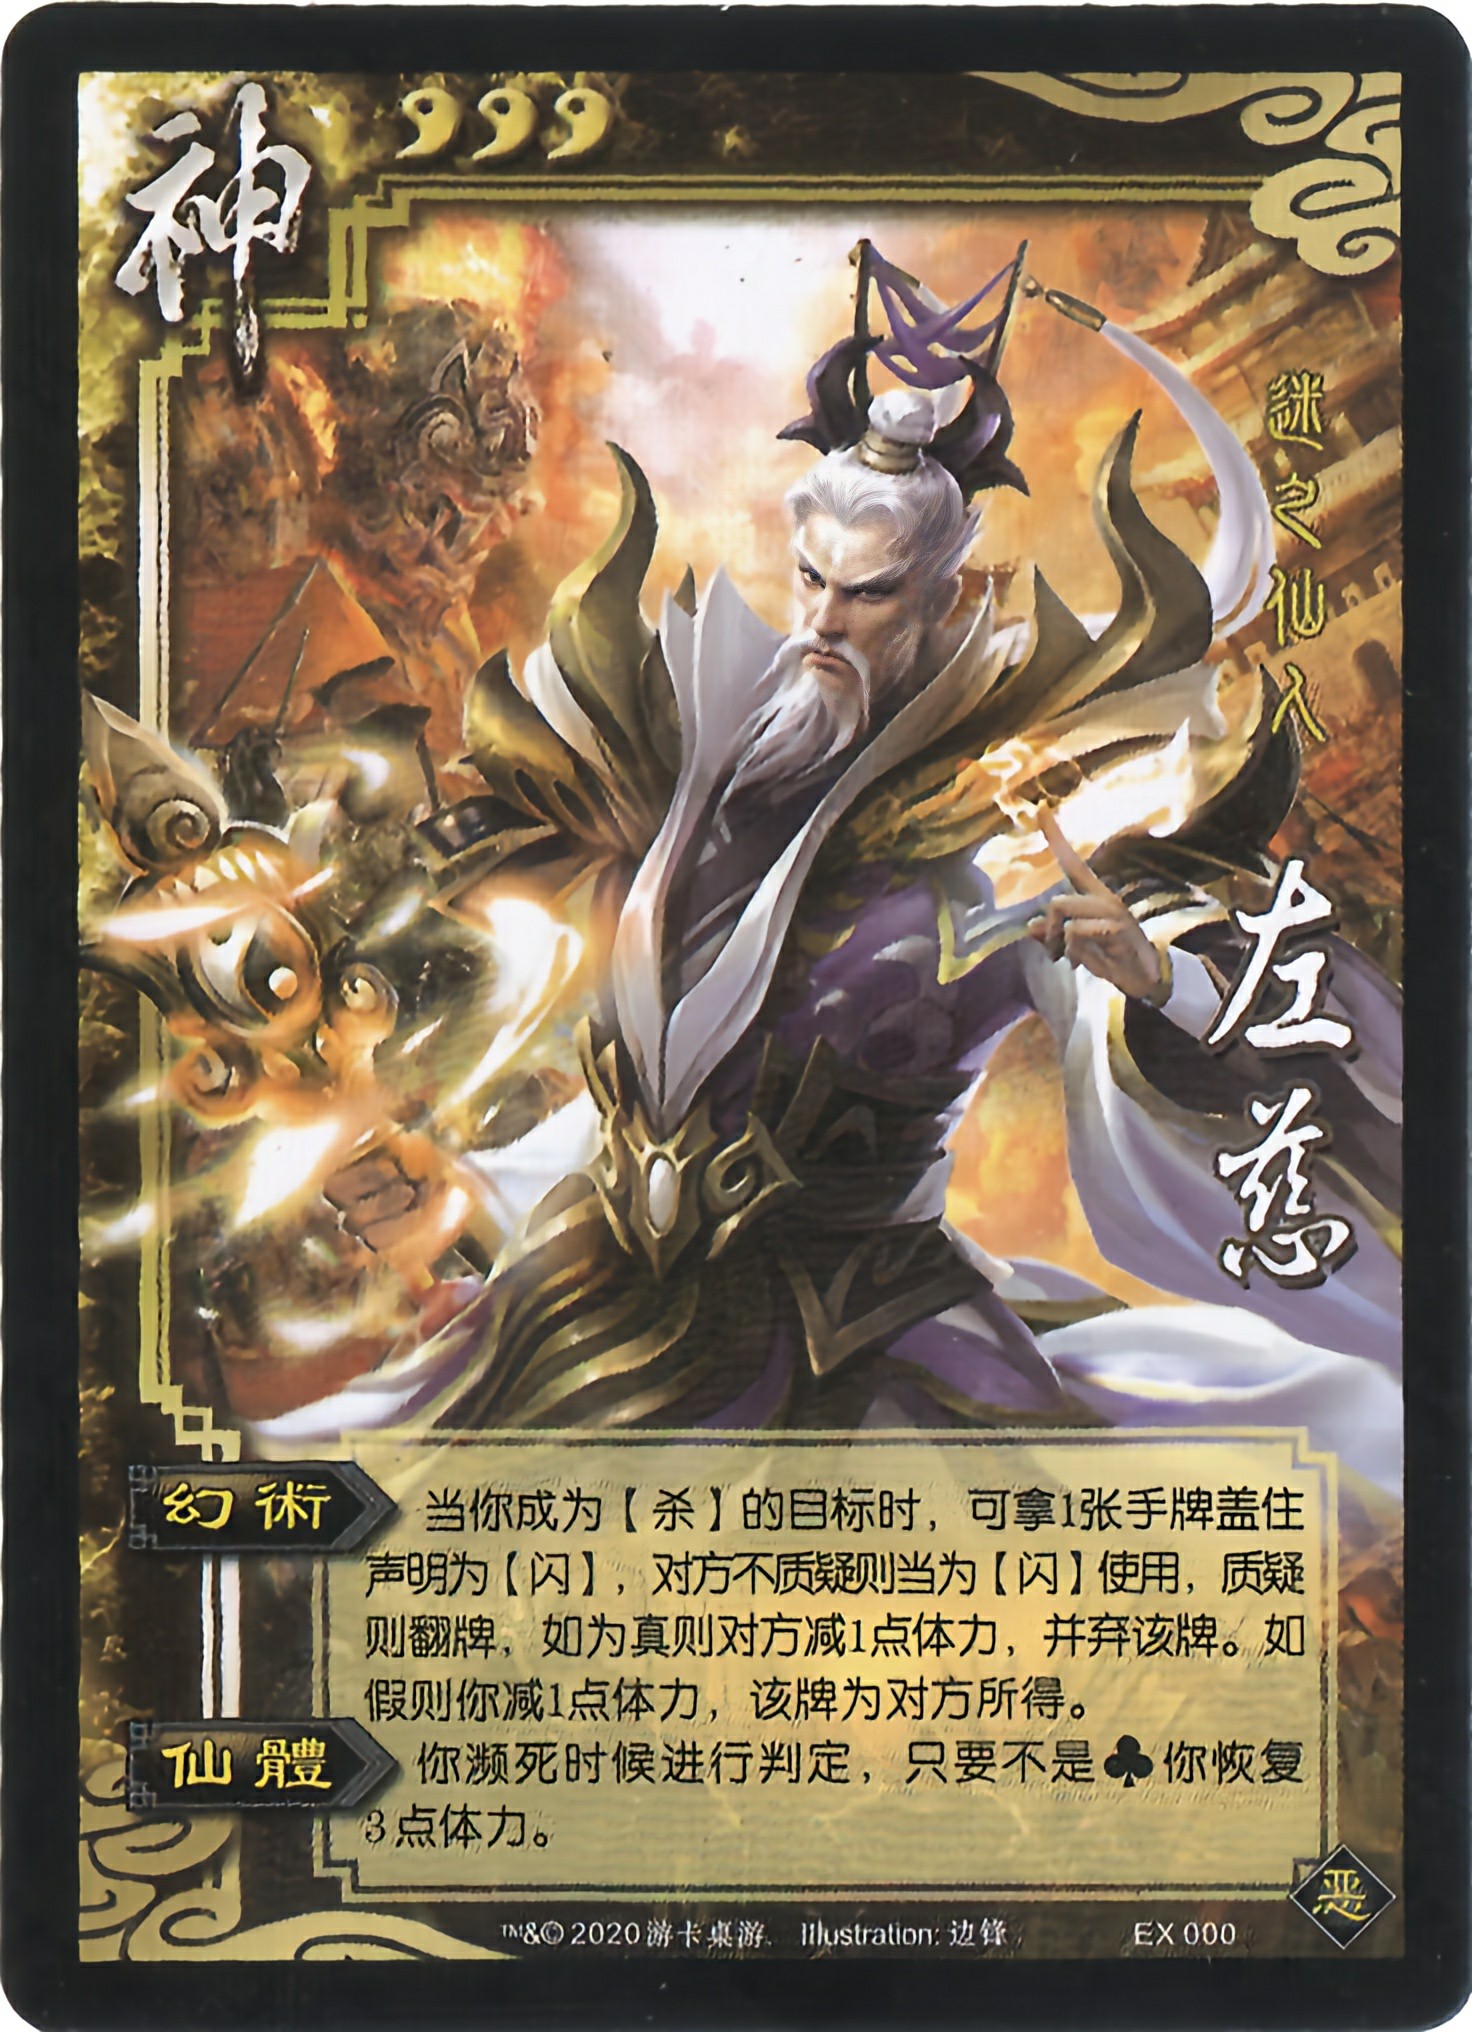 神
迷之仙人
左慈
幻術
当你成为【杀】的目标时，可拿1张手牌盖住
声明为【闪】，对方不质疑则当为【闪】使用，质疑
则翻牌，如为真则对方减1点体力，并弃该牌。如
假则你减1点体力，该牌为对方所得。
仙體
你濒死时候进行判定，只要不是♣你恢复
3点体力。
恶
™&© 2020 游卡桌游. Illustration: 边锋 EX 000